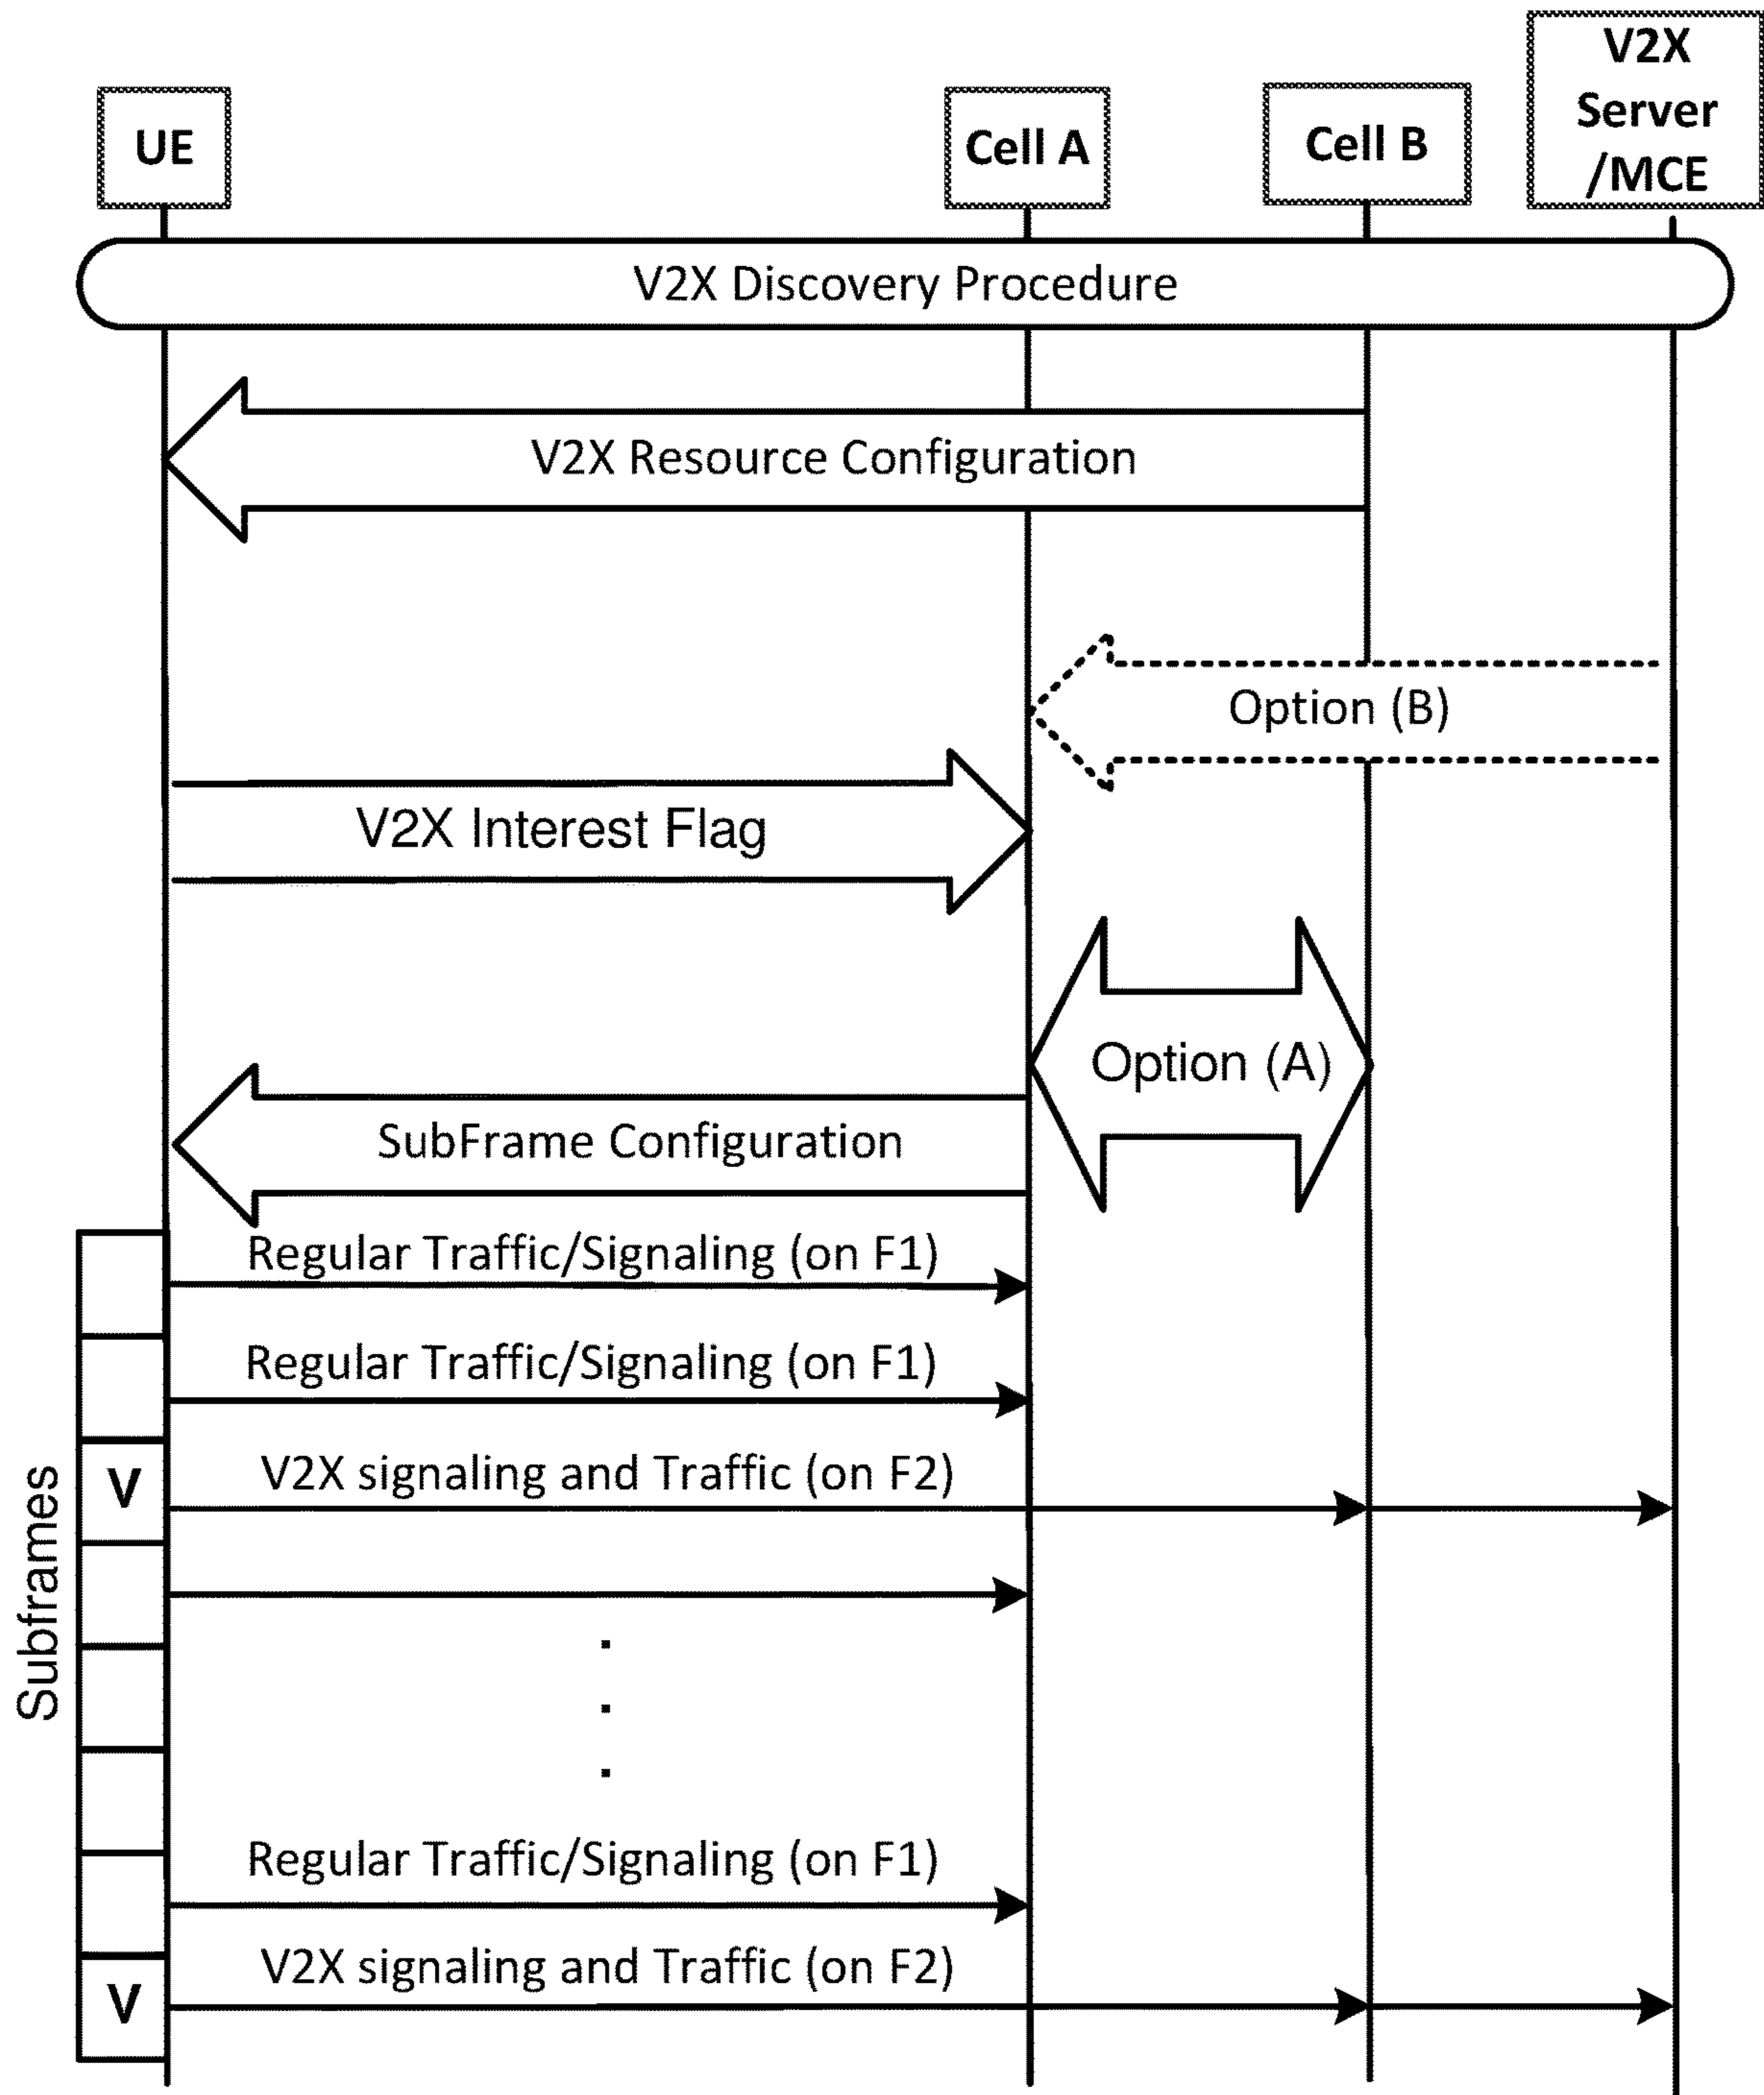 UE
Cell A
Cell B
V2X
Server
/MCE
V2X Discovery Procedure
V2X Resource Configuration
Option (B)
V2X Interest Flag
Option (A)
SubFrame Configuration
Regular Traffic/Signaling (on F1)
Regular Traffic/Signaling (on F1)
V2X signaling and Traffic (on F2)
V
Subframes
Regular Traffic/Signaling (on F1)
V2X signaling and Traffic (on F2)
V